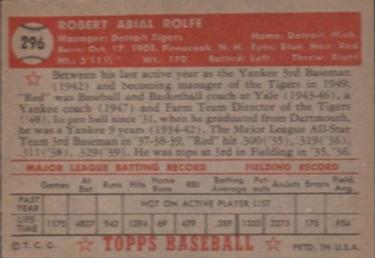 296
ROBERT ABIAL ROLFE
Manager: Detroit Tigers Home: Detroit, Mich.
Born: Oct. 17, 1908, Penacook, N. H. Eyes: Blue Hair: Red
Ht.: 5'11½" Wt.: 170 Batted: Left Throw: Right
Between his last active year as the Yankee 3rd Baseman
(1942) and becoming manager of the Tigers in 1949,
"Red" was Baseball and Basketball coach at Yale (1943-46), a
Yankee coach (1947) and Farm Team Director of the Tigers
('48). In pro ball since '31, when he graduated from Dartmouth,
he was a Yankee 9 years (1934-42). The Major League All-Star
Team 3rd Baseman in '37-38-39, "Red" hit .300('35), .319('36),
.311('38), .329('39). He was tops at 3rd in Fielding in '35, '36.
MAJOR LEAGUE BATTING RECORD FIELDING RECORD
Games At Bat Runs Hits Home Runs RBI Batting Average Put-outs Assists Errors Field. Avg.
PAST YEAR NOT ON ACTIVE PLAYER LIST
LIFE-TIME 1175 4827 942 1394 69 497 .289 1335 2275 170 .954
© T. C. G. TOPPS BASEBALL PRTD. IN U.S.A.